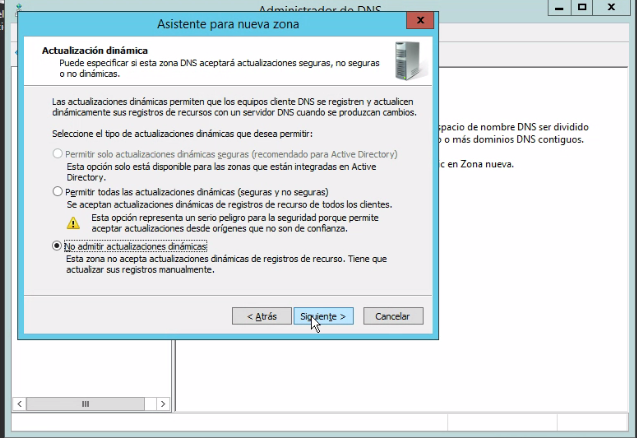 Administrador de DNS
Asistente para nueva zona
x
x
Actualización dinámica
Puede especificar si esta zona DNS aceptará actualizaciones seguras, no seguras
o no dinámicas.
Las actualizaciones dinámicas permiten que los equipos cliente DNS se registren y actualicen
dinámicamente sus registros de recursos con un servidor DNS cuando se produzcan cambios.
Seleccione el tipo de actualizaciones dinámicas que desea permitir:
Permitir solo actualizaciones dinámicas seguras (recomendado para Active Directory)
Esta opción solo está disponible para las zonas que están integradas en Active
Directory.
Permitir todas las actualizaciones dinámicas (seguras y no seguras)
Se aceptan actualizaciones dinámicas de registros de recurso de todos los clientes.
Esta opción representa un serio peligro para la seguridad porque permite
aceptar actualizaciones desde orígenes que no son de confianza.
No admitir actualizaciones dinámicas
Esta zona no acepta actualizaciones dinámicas de registros de recurso. Tiene que
actualizar sus registros manualmente.
< Atrás
Siguiente >
Cancelar
spacio de nombre DNS ser dividido
o más dominios DNS contiguos.
ic en Zona nueva.